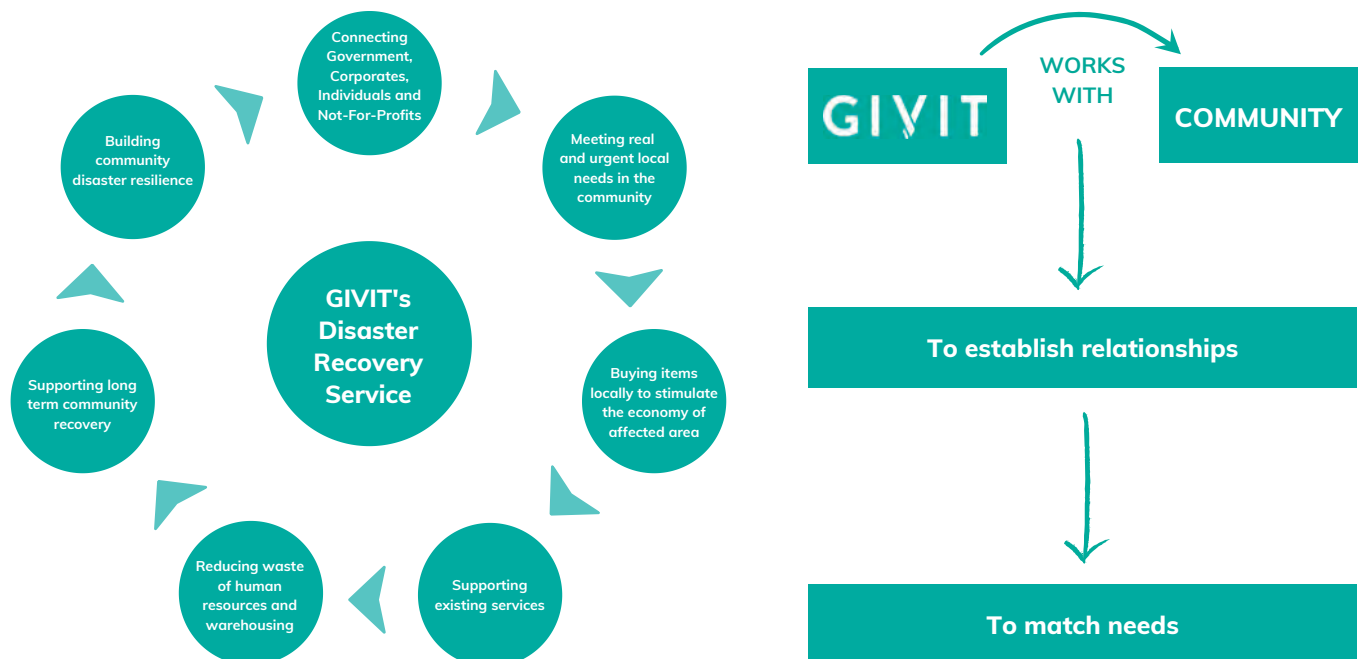 Connecting
Government,
Corporates,
Individuals and
Not-For-Profits
Meeting real
and urgent local
needs in the
community
Buying items
locally to stimulate
the economy of
affected area
Supporting
existing services
Reducing waste
of human
resources and
warehousing
Supporting long
term community
recovery
Building
community
disaster resilience
GIVIT's
Disaster
Recovery
Service
GIVIT
WORKS
WITH
COMMUNITY
To establish relationships
To match needs